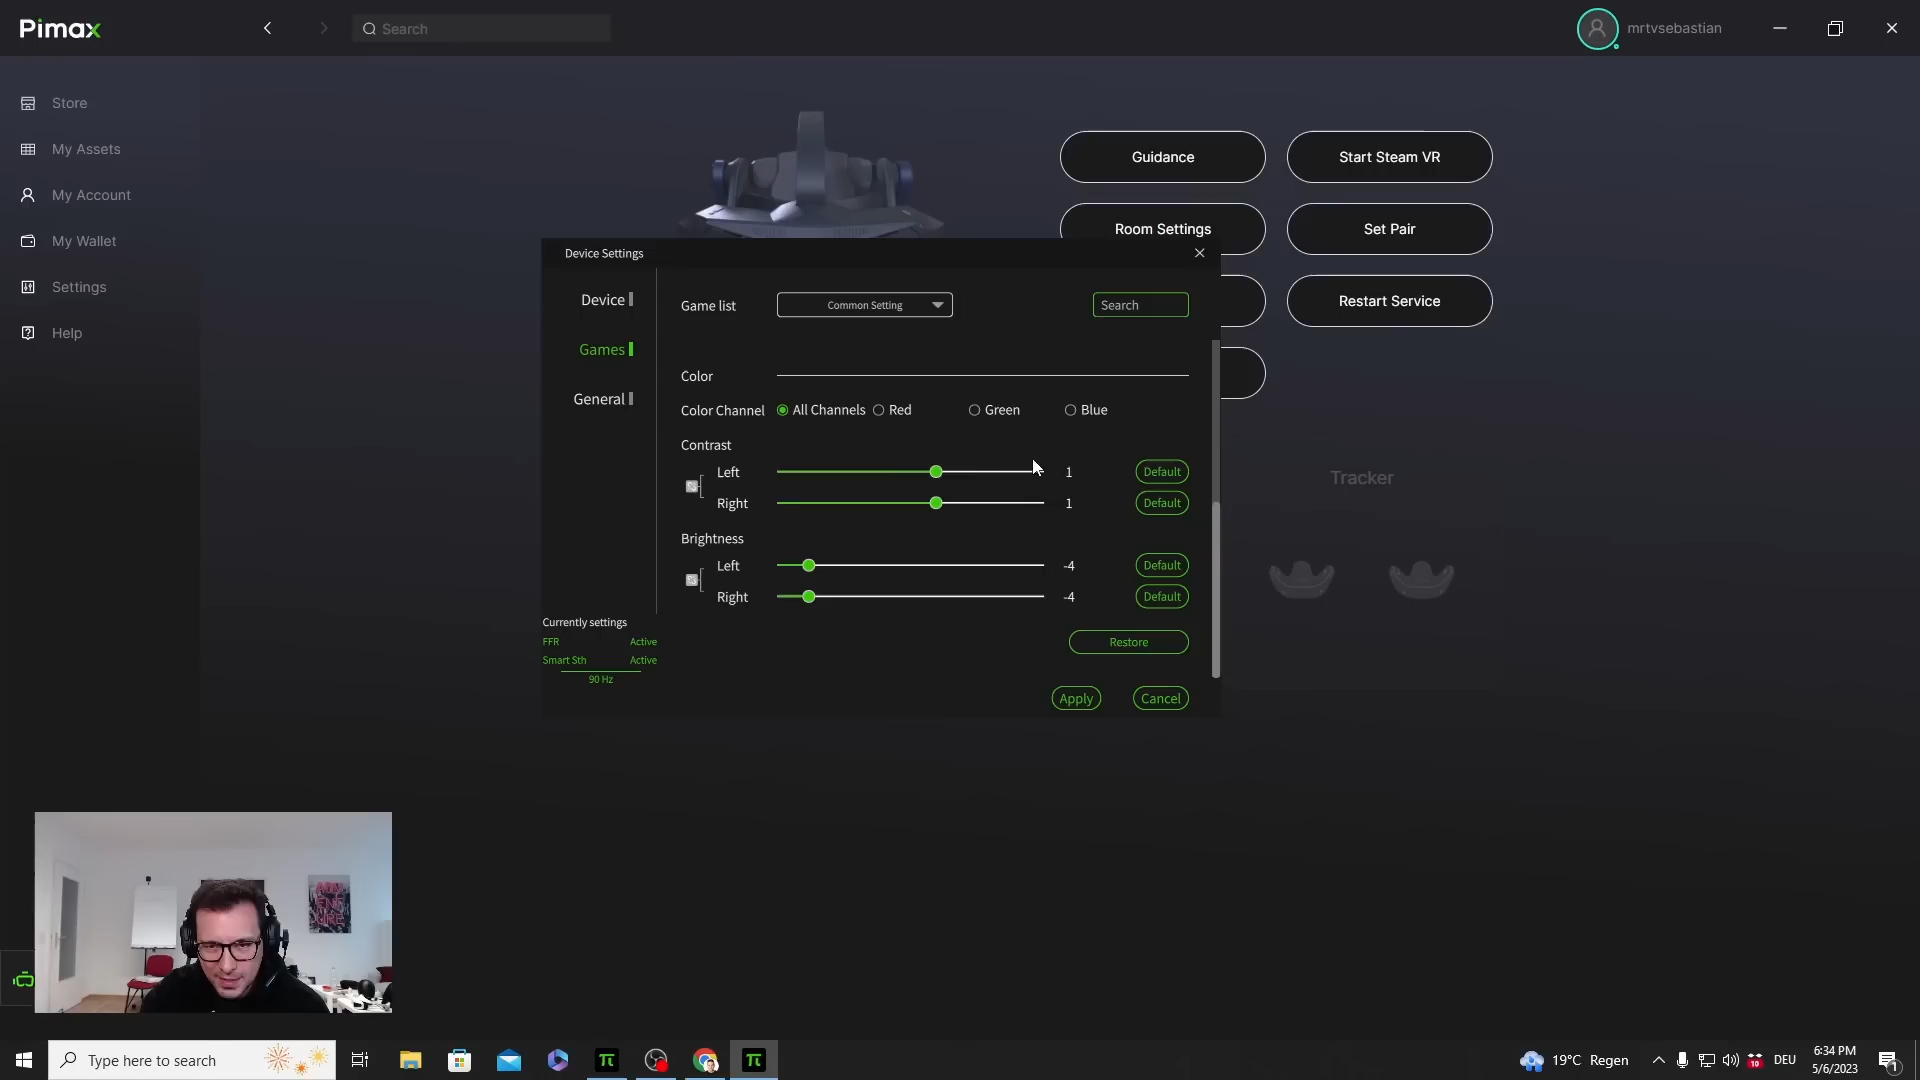 Pimax
Search
mrtvsebastian
Store
My Assets
My Account
My Wallet
Settings
Help
Guidance
Start Steam VR
Room Settings
Set Pair
Restart Service
Tracker
Device Settings
Device
Games
General
Game list
Common Setting
Search
Color
Color Channel
All Channels
Red
Green
Blue
Contrast
Left
1
Default
Right
1
Default
Brightness
Left
-4
Default
Right
-4
Default
Restore
Apply
Cancel
Currently settings
FFR Active
Smart Sth Active
90 Hz
Type here to search
19°C Regen
10
DEU
6:34 PM
5/6/2023
1